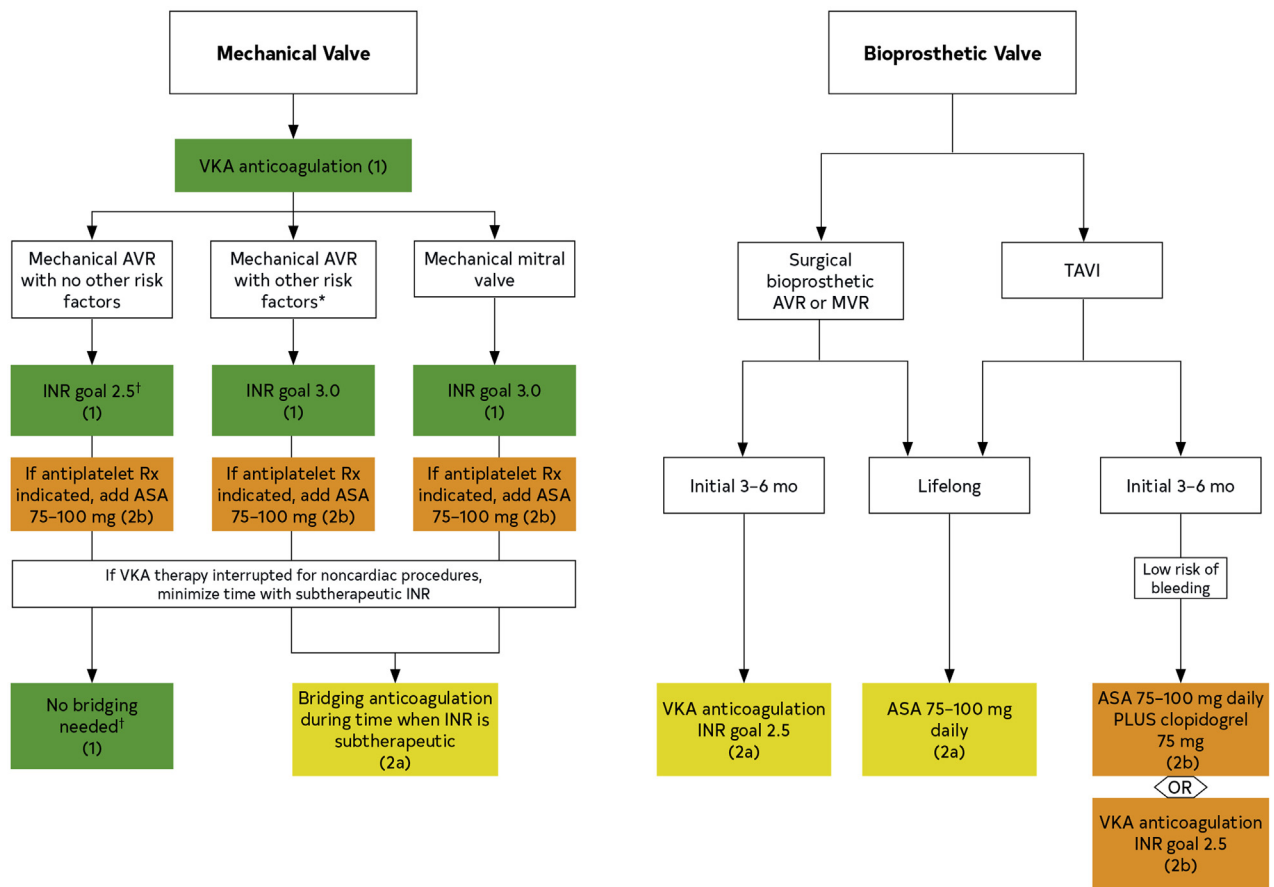 Mechanical Valve
VKA anticoagulation (1)
Mechanical AVR
with no other risk
factors
Mechanical AVR
with other risk
factors*
Mechanical mitral
valve
INR goal 2.5†
(1)
INR goal 3.0
(1)
INR goal 3.0
(1)
If antiplatelet Rx
indicated, add ASA
75–100 mg (2b)
If antiplatelet Rx
indicated, add ASA
75–100 mg (2b)
If antiplatelet Rx
indicated, add ASA
75–100 mg (2b)
If VKA therapy interrupted for noncardiac procedures,
minimize time with subtherapeutic INR
No bridging
needed†
(1)
Bridging anticoagulation
during time when INR is
subtherapeutic
(2a)
Bioprosthetic Valve
Surgical
bioprosthetic
AVR or MVR
TAVI
Initial 3–6 mo
Lifelong
Initial 3–6 mo
Low risk of
bleeding
VKA anticoagulation
INR goal 2.5
(2a)
ASA 75–100 mg
daily
(2a)
ASA 75–100 mg daily
PLUS clopidogrel
75 mg
(2b)
OR
VKA anticoagulation
INR goal 2.5
(2b)